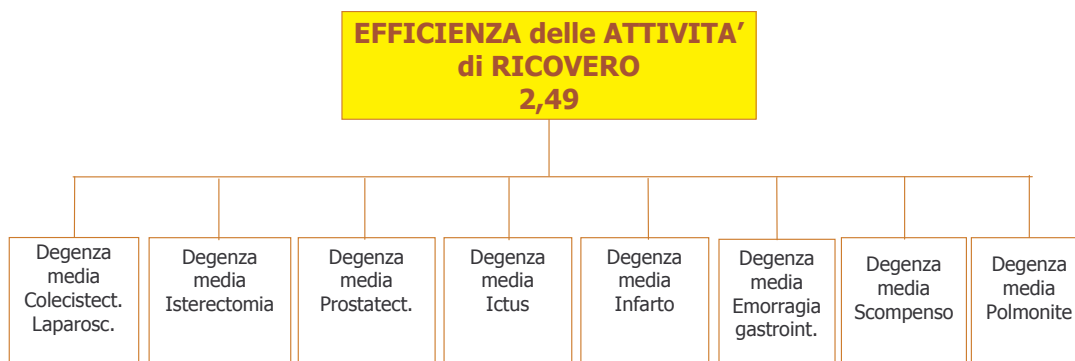 EFFICIENZA delle ATTIVITA’
di RICOVERO
2,49
Degenza
media
Colecistect.
Laparosc.
Degenza
media
Isterectomia
Degenza
media
Prostatect.
Degenza
media
Ictus
Degenza
media
Infarto
Degenza
media
Emorragia
gastroint.
Degenza
media
Scompenso
Degenza
media
Polmonite